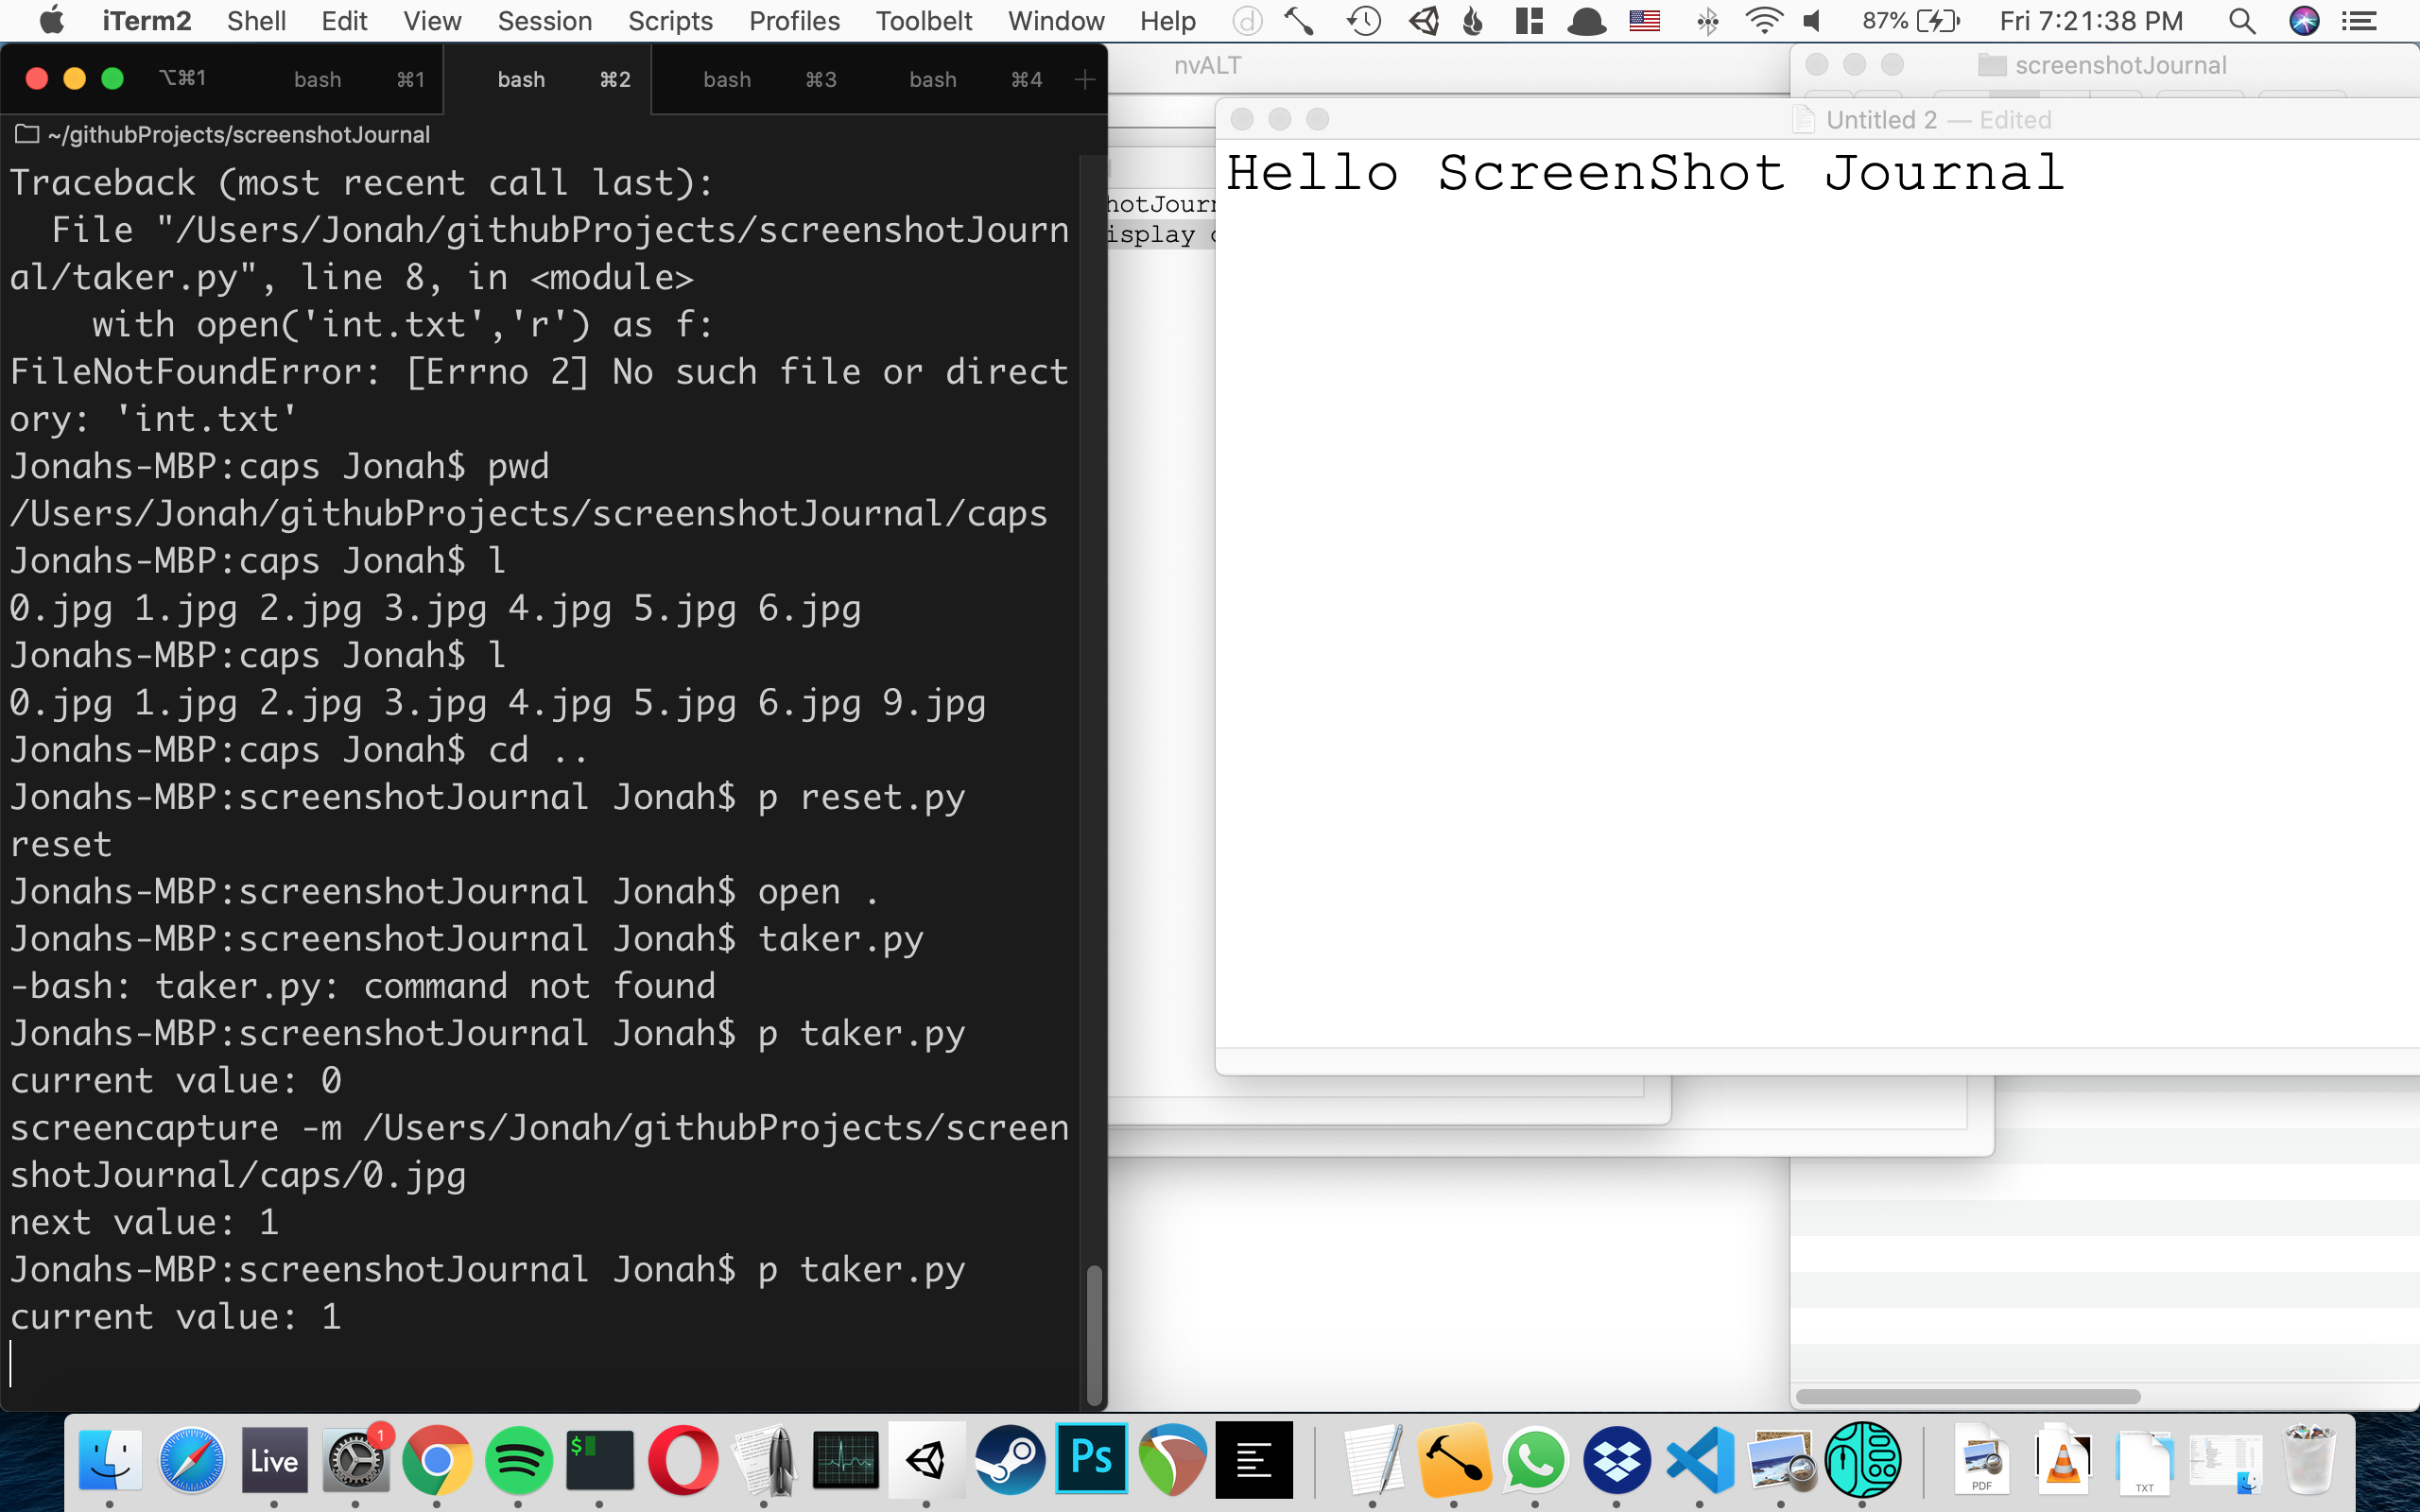 iTerm2 Shell Edit View Session Scripts Profiles Toolbelt Window Help 87% Fri 7:21:38 PM
⌥⌘1 bash ⌘1 bash ⌘2 bash ⌘3 bash ⌘4
~/githubProjects/screenshotJournal
Traceback (most recent call last):
  File "/Users/Jonah/githubProjects/screenshotJourn
al/taker.py", line 8, in <module>
    with open('int.txt','r') as f:
FileNotFoundError: [Errno 2] No such file or direct
ory: 'int.txt'
Jonahs-MBP:caps Jonah$ pwd
/Users/Jonah/githubProjects/screenshotJournal/caps
Jonahs-MBP:caps Jonah$ l
0.jpg 1.jpg 2.jpg 3.jpg 4.jpg 5.jpg 6.jpg
Jonahs-MBP:caps Jonah$ l
0.jpg 1.jpg 2.jpg 3.jpg 4.jpg 5.jpg 6.jpg 9.jpg
Jonahs-MBP:caps Jonah$ cd ..
Jonahs-MBP:screenshotJournal Jonah$ p reset.py
reset
Jonahs-MBP:screenshotJournal Jonah$ open .
Jonahs-MBP:screenshotJournal Jonah$ taker.py
-bash: taker.py: command not found
Jonahs-MBP:screenshotJournal Jonah$ p taker.py
current value: 0
screencapture -m /Users/Jonah/githubProjects/screen
shotJournal/caps/0.jpg
next value: 1
Jonahs-MBP:screenshotJournal Jonah$ p taker.py
current value: 1
nvALT
hotJourn
isplay
screenshotJournal
Untitled 2 — Edited
Hello ScreenShot Journal
Live
1
$
Ps
PDF
TXT